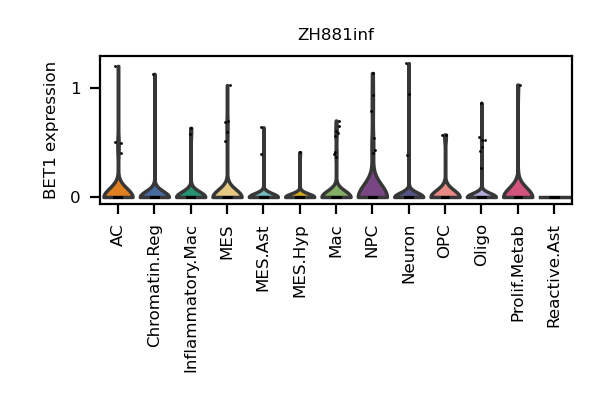 ZH881inf
BET1 expression
1
0
AC
Chromatin.Reg
Inflammatory.Mac
MES
MES.Ast
MES.Hyp
Mac
NPC
Neuron
OPC
Oligo
Prolif.Metab
Reactive.Ast